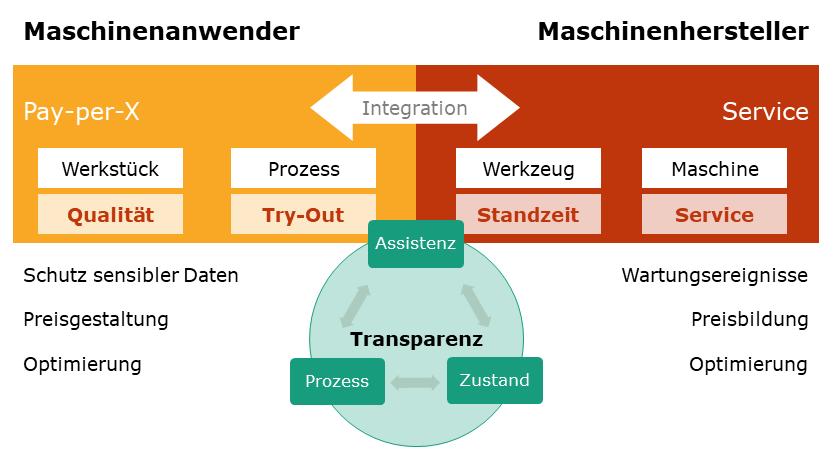 Maschinenanwender
Maschinenhersteller
Pay-per-X
Integration
Service
Werkstück
Prozess
Werkzeug
Maschine
Qualität
Try-Out
Standzeit
Service
Assistenz
Schutz sensibler Daten
Wartungsereignisse
Preisgestaltung
Preisbildung
Transparenz
Optimierung
Optimierung
Prozess
Zustand